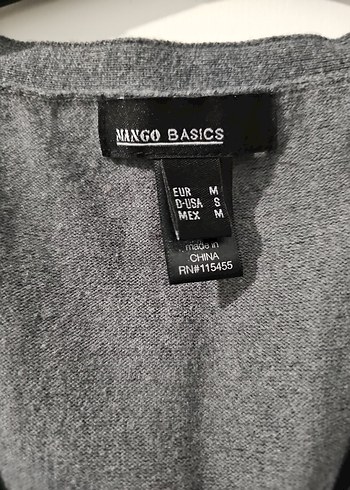 MANGO BASICS
EUR M
D-USA S
MEX M
made in
CHINA
RN#115455